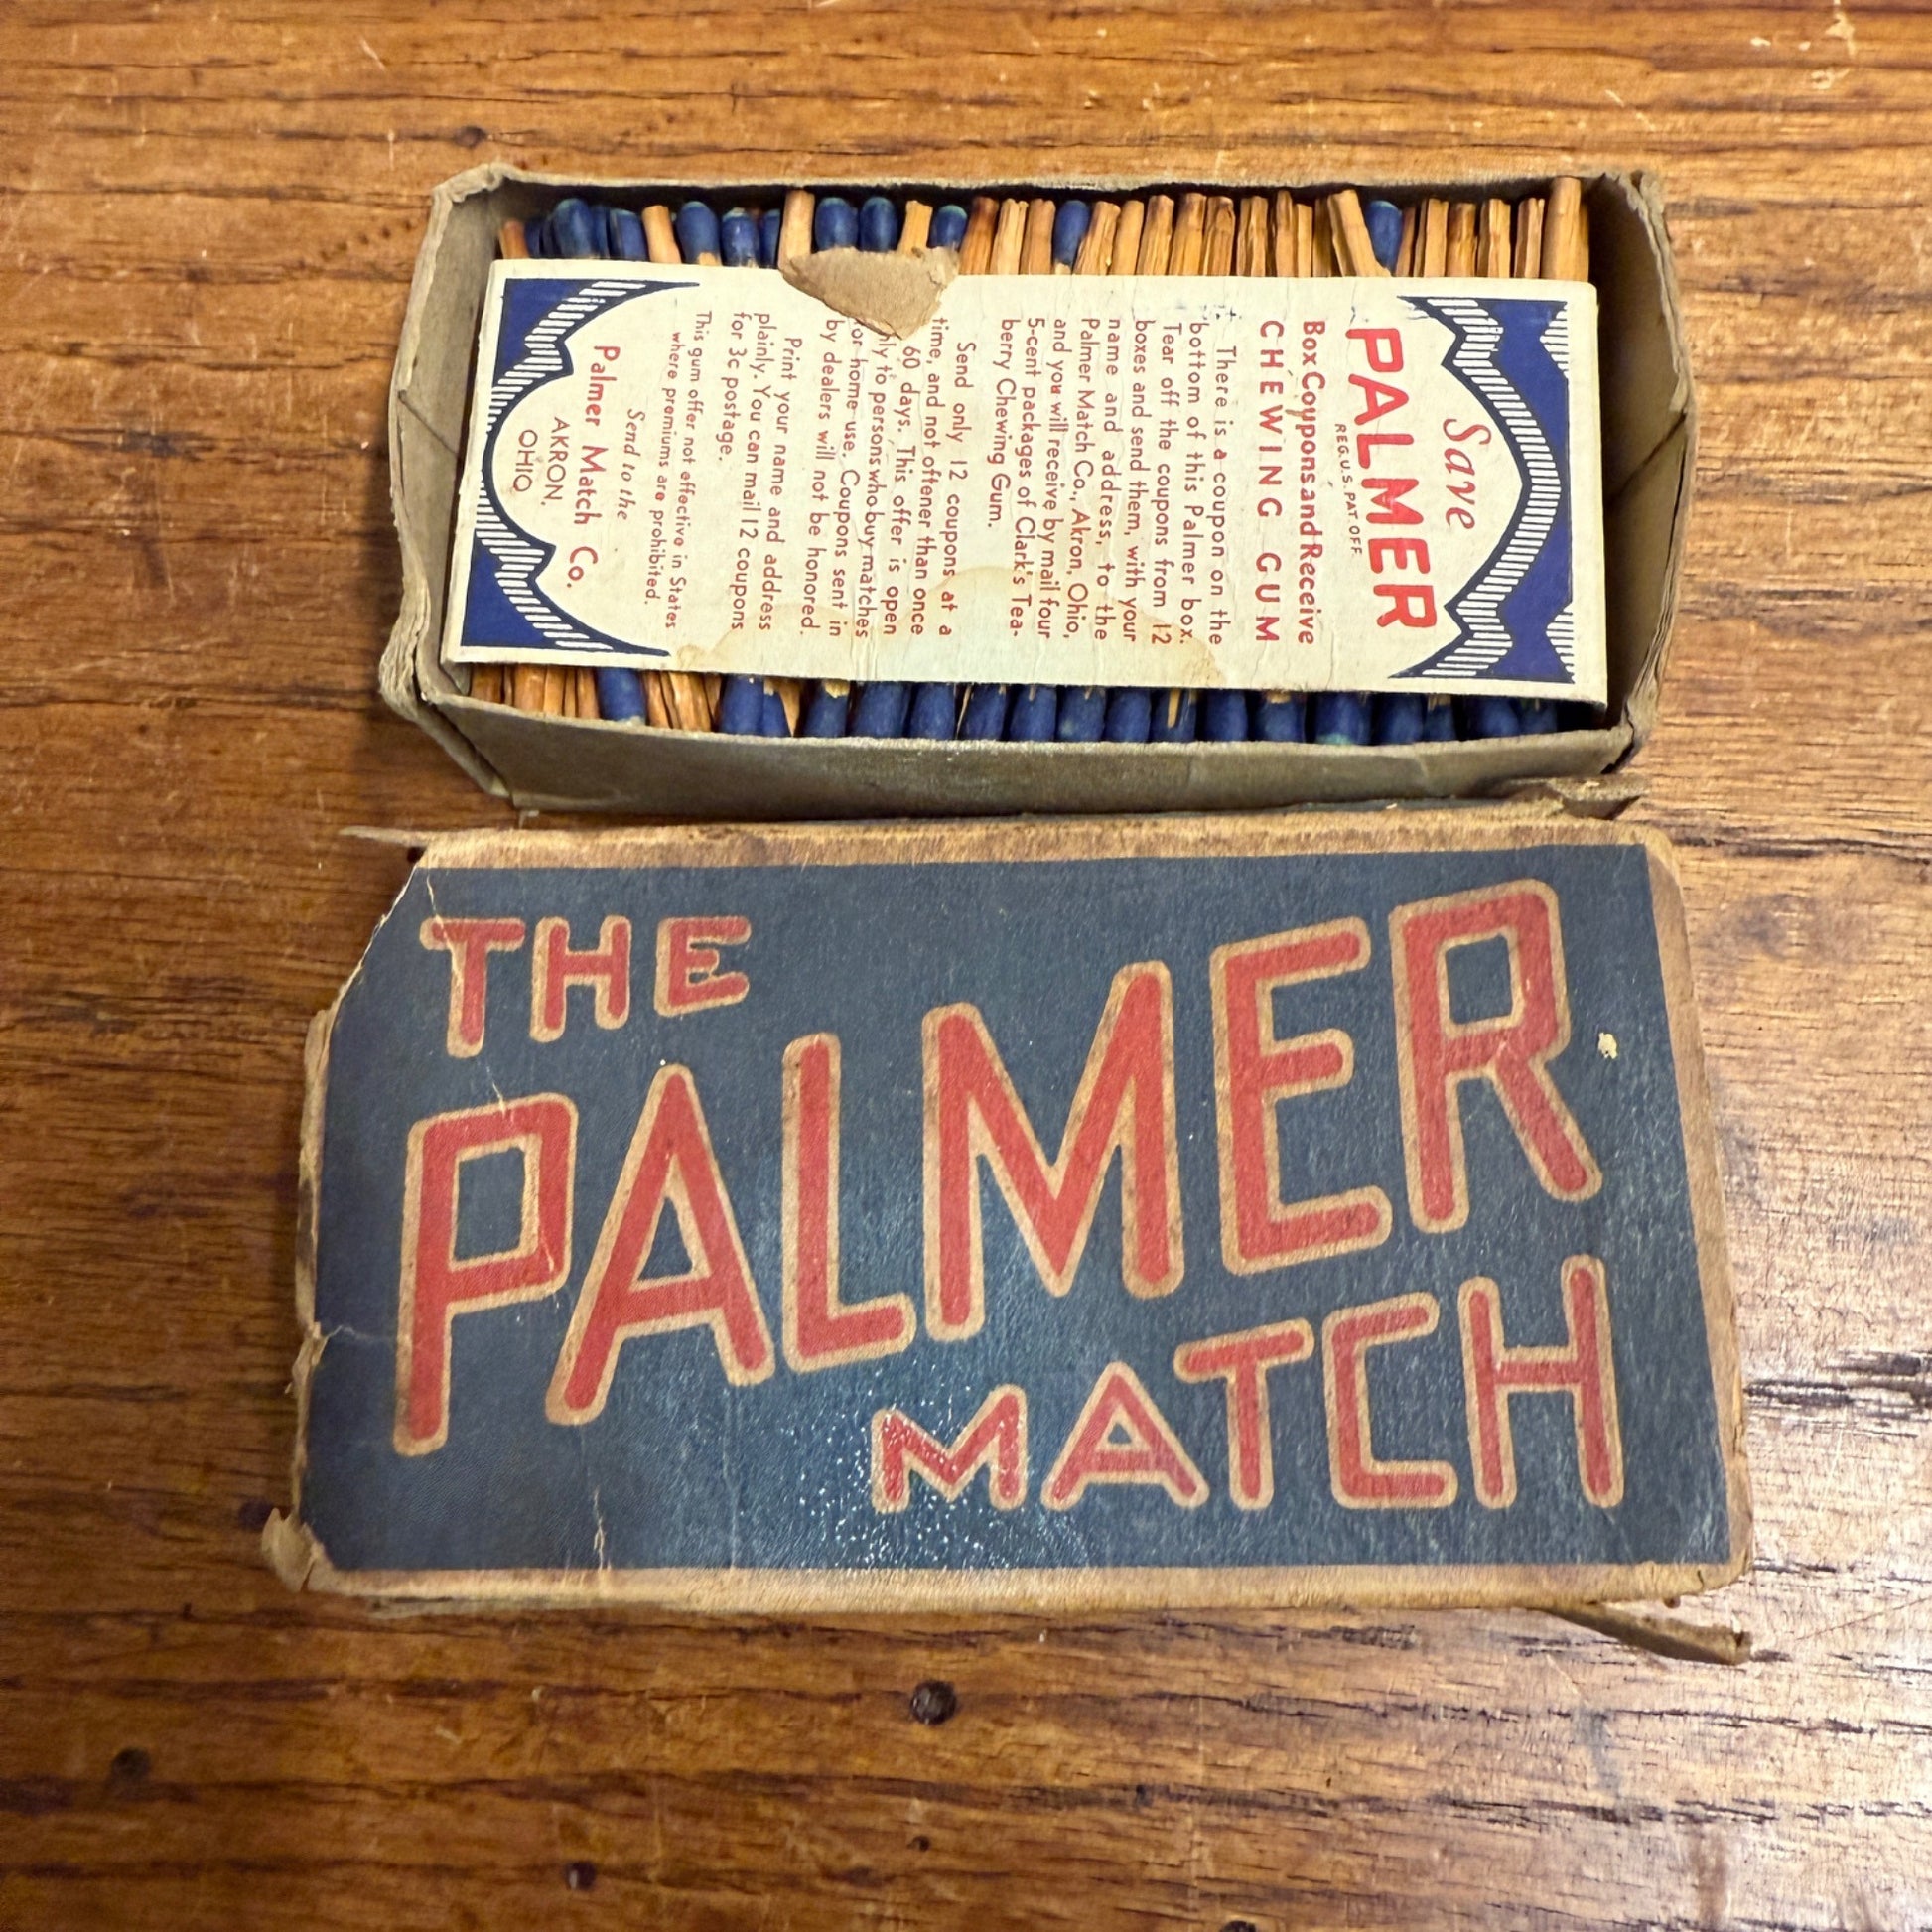 Save
PALMER
REG. U.S. PAT. OFF.
Box Coupons and Receive
CHEWING GUM
There is a coupon on the
bottom of this Palmer box.
Tear off the coupons from 12
boxes and send them, with your
name and address, to the
Palmer Match Co., Akron, Ohio,
and you will receive by mail four
5-cent packages of Clark's Tea-
berry Chewing Gum.
Send only 12 coupons at a
time, and not oftener than once
60 days. This offer is open
to persons who buy matches
for home use. Coupons sent in
by dealers will not be honored.
Print your name and address
plainly. You can mail 12 coupons
for 3c postage.
This gum offer not effective in States
where premiums are prohibited.
Send to the
Palmer Match Co.
AKRON,
OHIO
THE
PALMER
MATCH